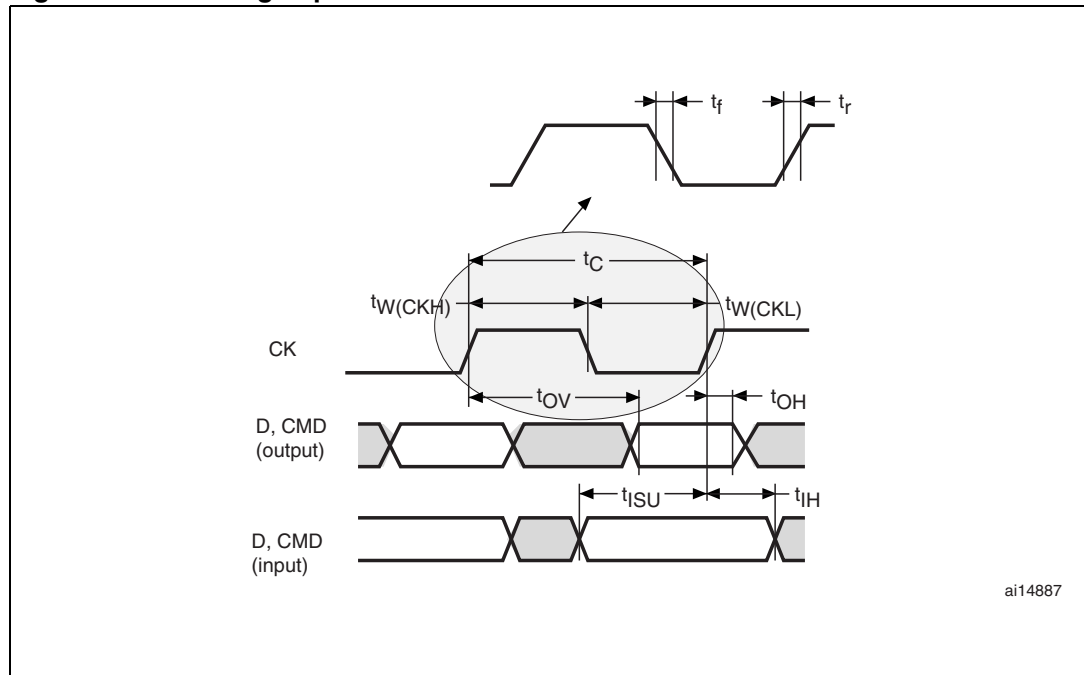 tf
tr
tC
tW(CKH)
tW(CKL)
CK
tOV
tOH
D, CMD
(output)
tISU
tIH
D, CMD
(input)
ai14887